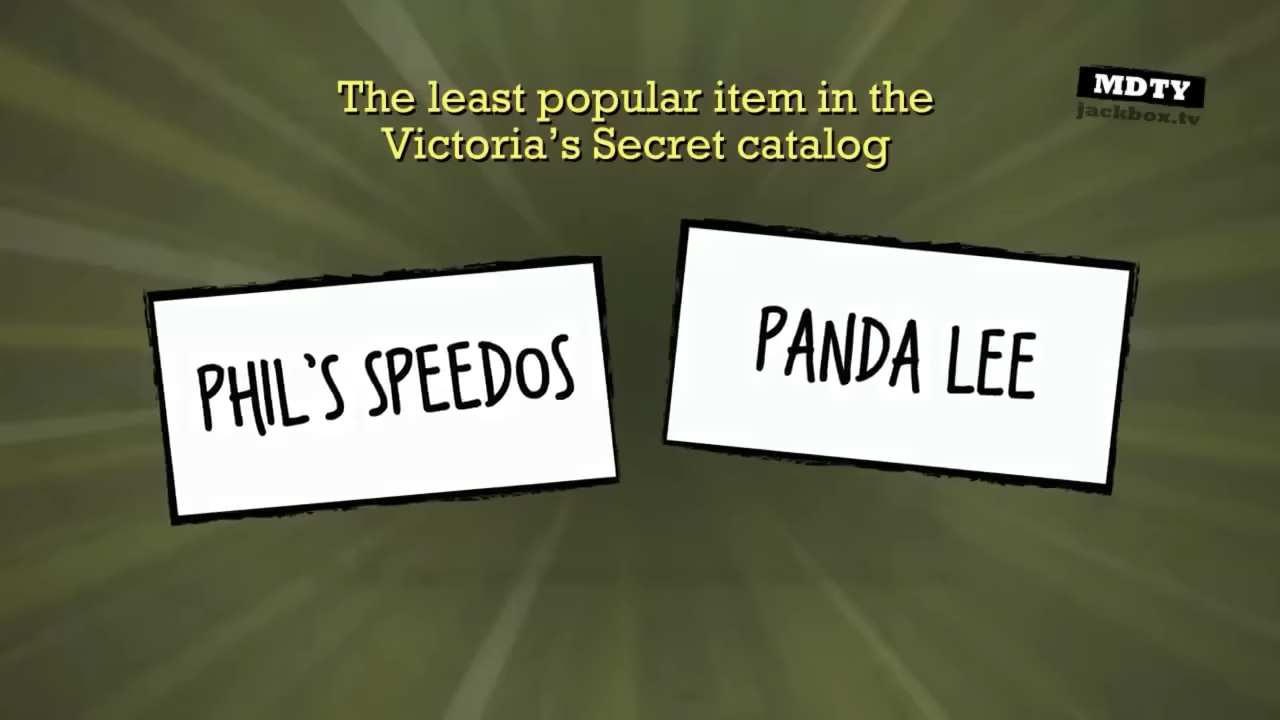 The least popular item in the
Victoria's Secret catalog
MDTY
jackbox.tv
PHIL'S SPEEDOS
PANDA LEE